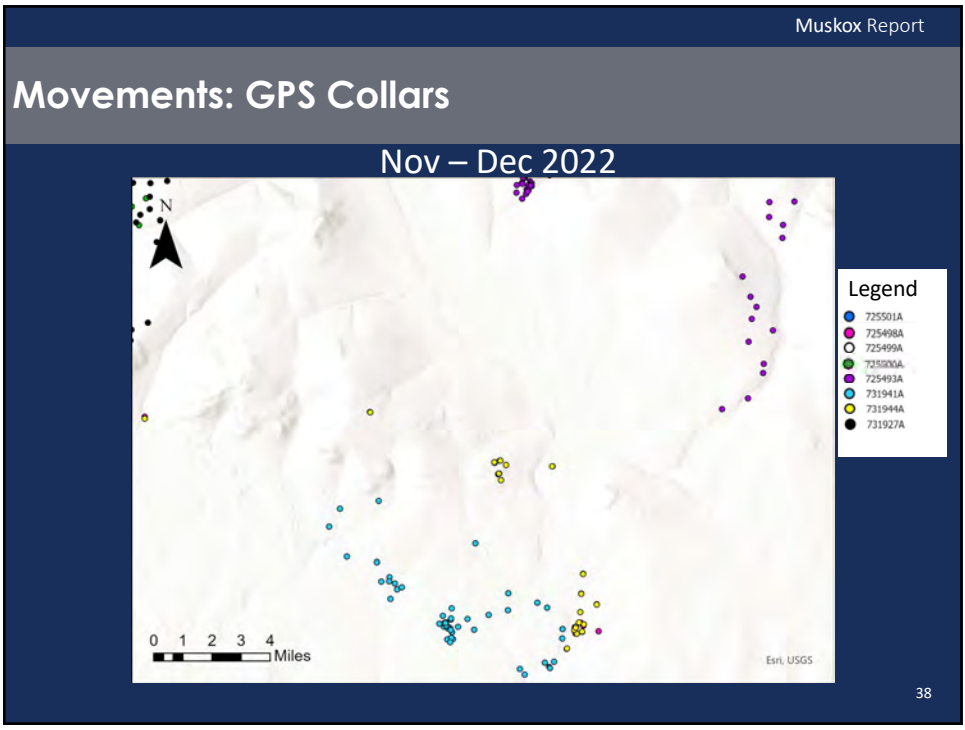 Muskox Report
Movements: GPS Collars
Nov – Dec 2022
N
Legend
725501A
725498A
725499A
725500A
725493A
731941A
731944A
731927A
0 1 2 3 4
Miles
Esri, USGS
38